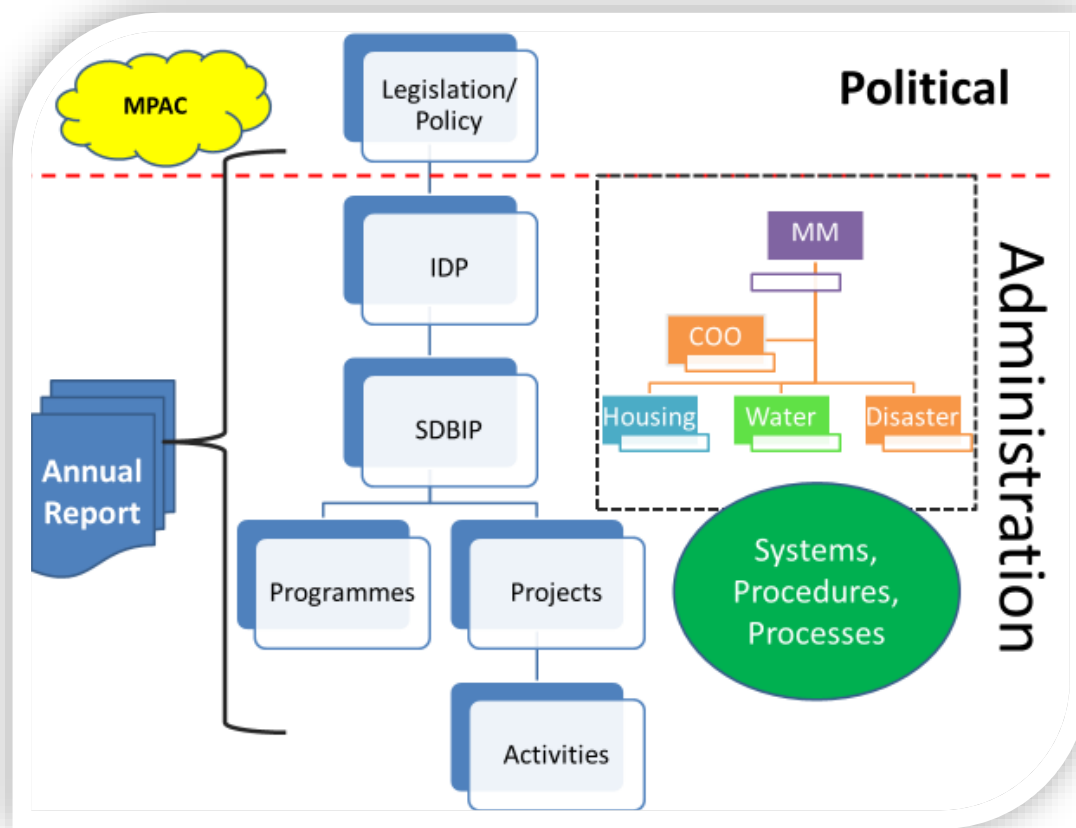 MPAC
Legislation/
Policy
Political
IDP
SDBIP
Programmes
Projects
Activities
Annual
Report
MM
COO
Housing
Water
Disaster
Systems,
Procedures,
Processes
Administration